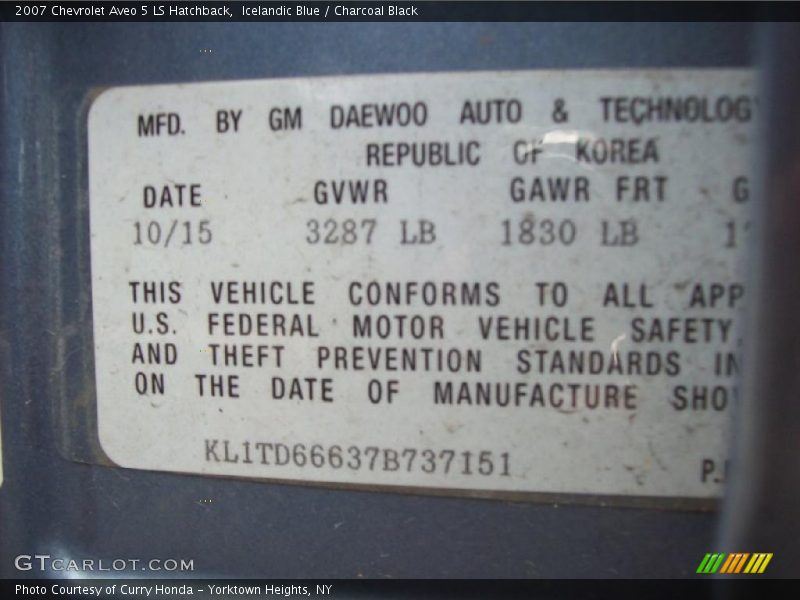 2007 Chevrolet Aveo 5 LS Hatchback,  Icelandic Blue / Charcoal Black
MFD. BY GM DAEWOO AUTO & TECHNOLOGY
REPUBLIC OF KOREA
DATE GVWR GAWR FRT G
10/15 3287 LB 1830 LB
THIS VEHICLE CONFORMS TO ALL APP
U.S. FEDERAL MOTOR VEHICLE SAFETY,
AND THEFT PREVENTION STANDARDS IN
ON THE DATE OF MANUFACTURE SHO
KL1TD66637B737151
P.
GTCARLOT.COM
Photo Courtesy of Curry Honda - Yorktown Heights, NY